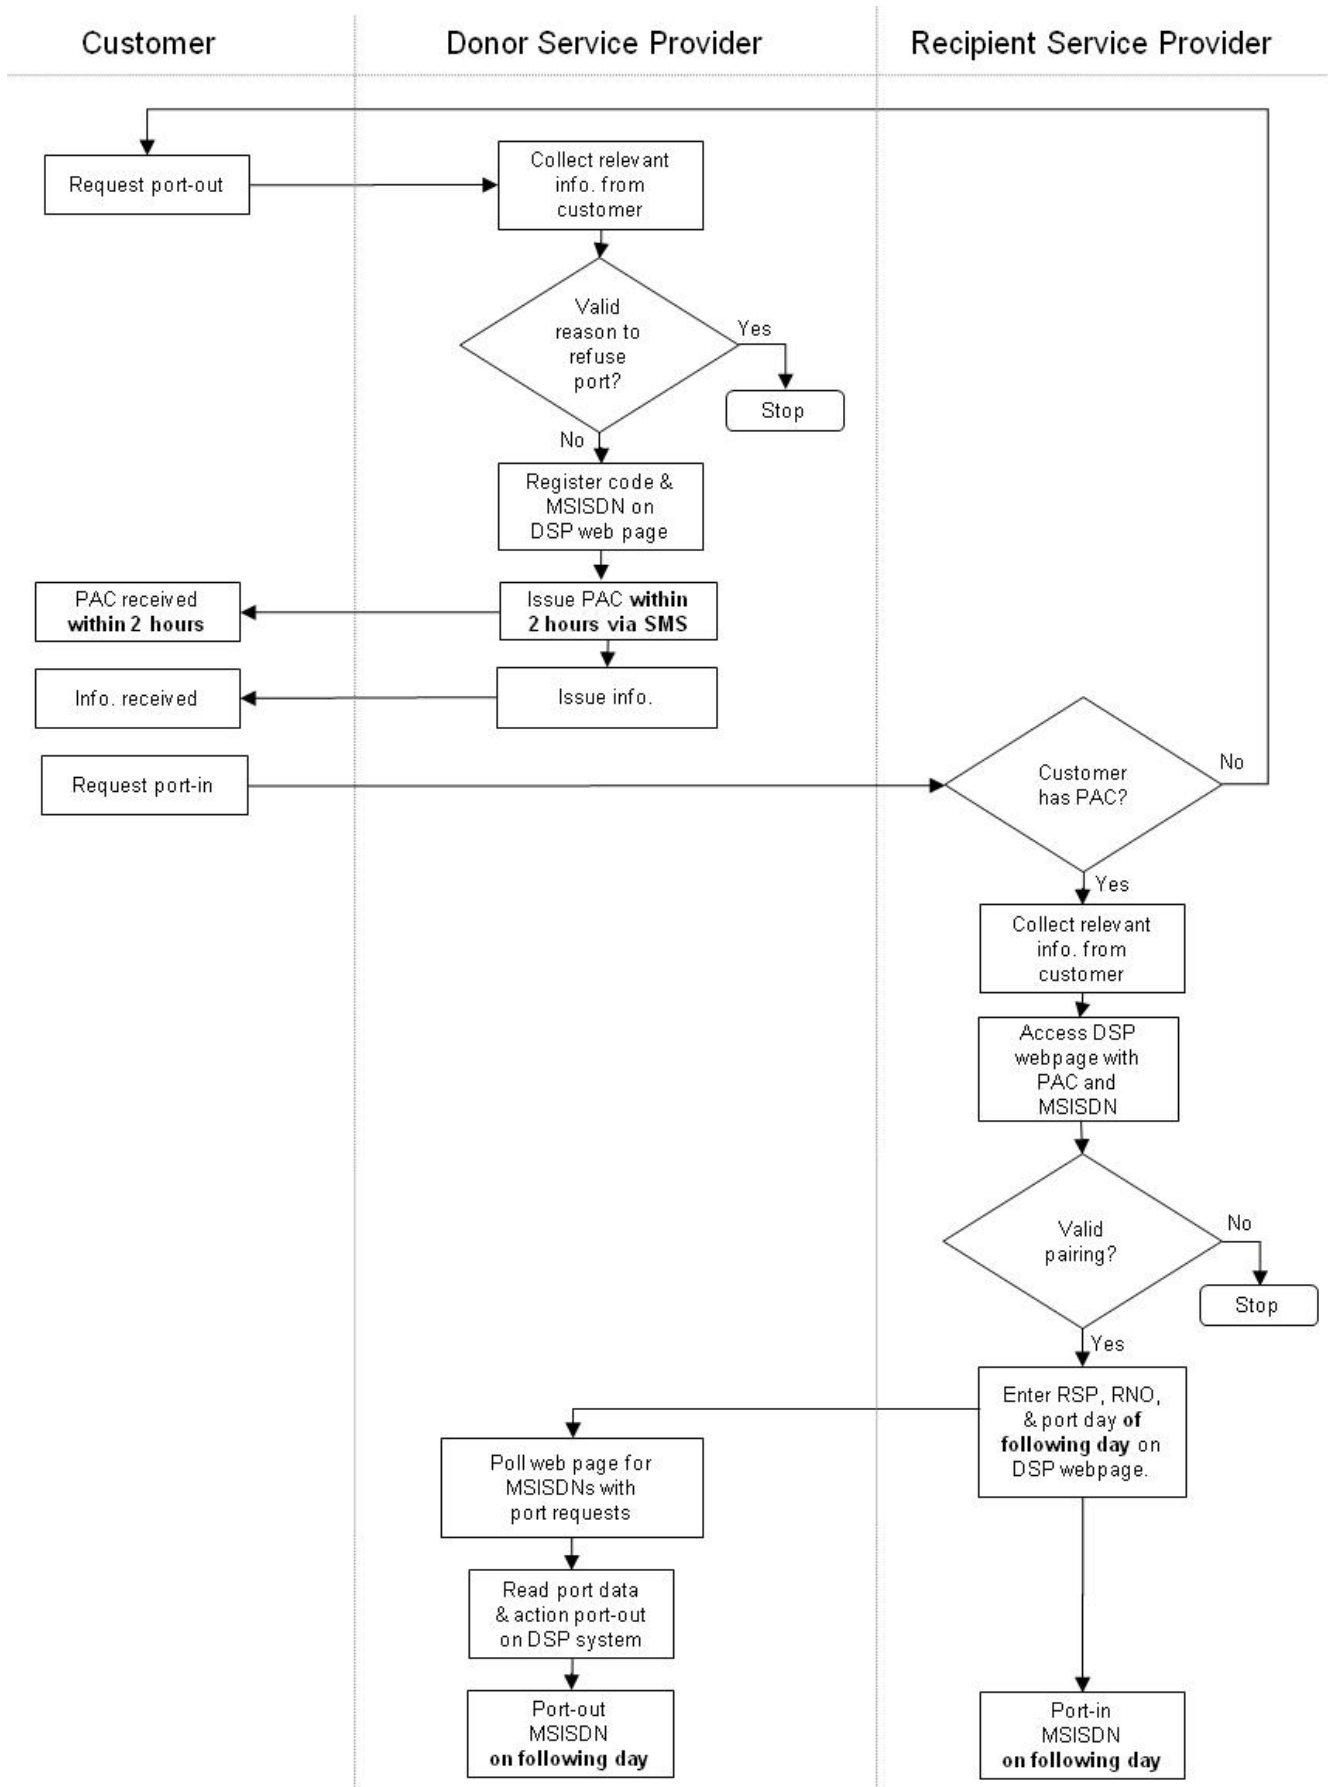 Customer
Donor Service Provider
Recipient Service Provider
Request port-out
Collect relevant
info. from
customer
Valid
reason to
refuse
port?
Yes
Stop
No
Register code &
MSISDN on
DSP web page
PAC received
within 2 hours
Issue PAC within
2 hours via SMS
Info. received
Issue info.
Request port-in
Customer
has PAC?
No
Yes
Collect relevant
info. from
customer
Access DSP
webpage with
PAC and
MSISDN
Valid
pairing?
No
Stop
Yes
Enter RSP, RNO,
& port day of
following day on
DSP webpage.
Poll web page for
MSISDNs with
port requests
Read port data
& action port-out
on DSP system
Port-out
MSISDN
on following day
Port-in
MSISDN
on following day